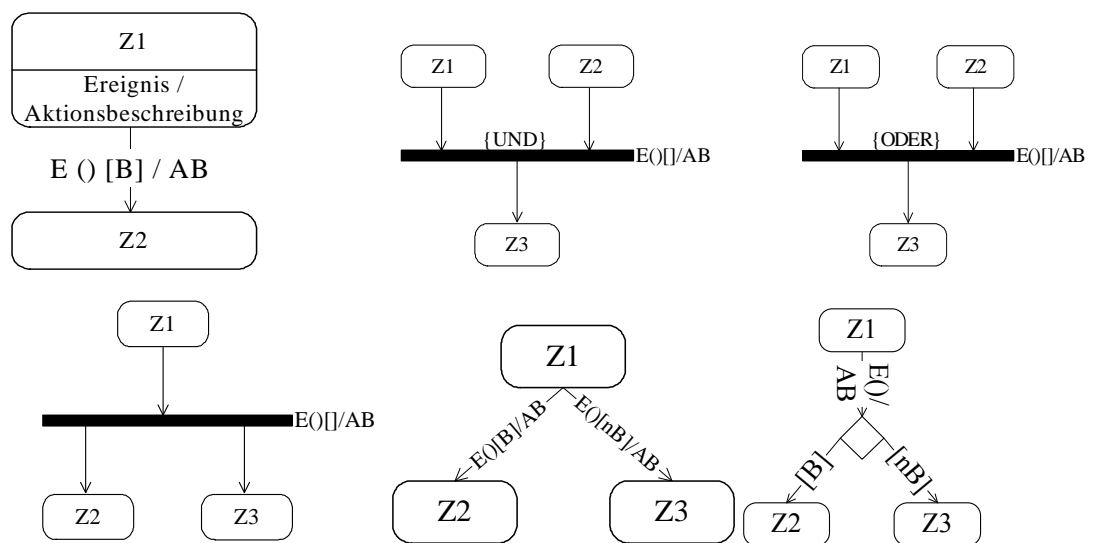 Z1
Ereignis /
Aktionsbeschreibung
E () [B] / AB
Z2
Z1
Z2
{UND}
E()[]/AB
Z3
Z1
Z2
{ODER}
E()[]/AB
Z3
Z1
E()[]/AB
Z2
Z3
Z1
E()[B]/AB
E()[nB]/AB
Z2
Z3
Z1
E()/
AB
[B]
[nB]
Z2
Z3